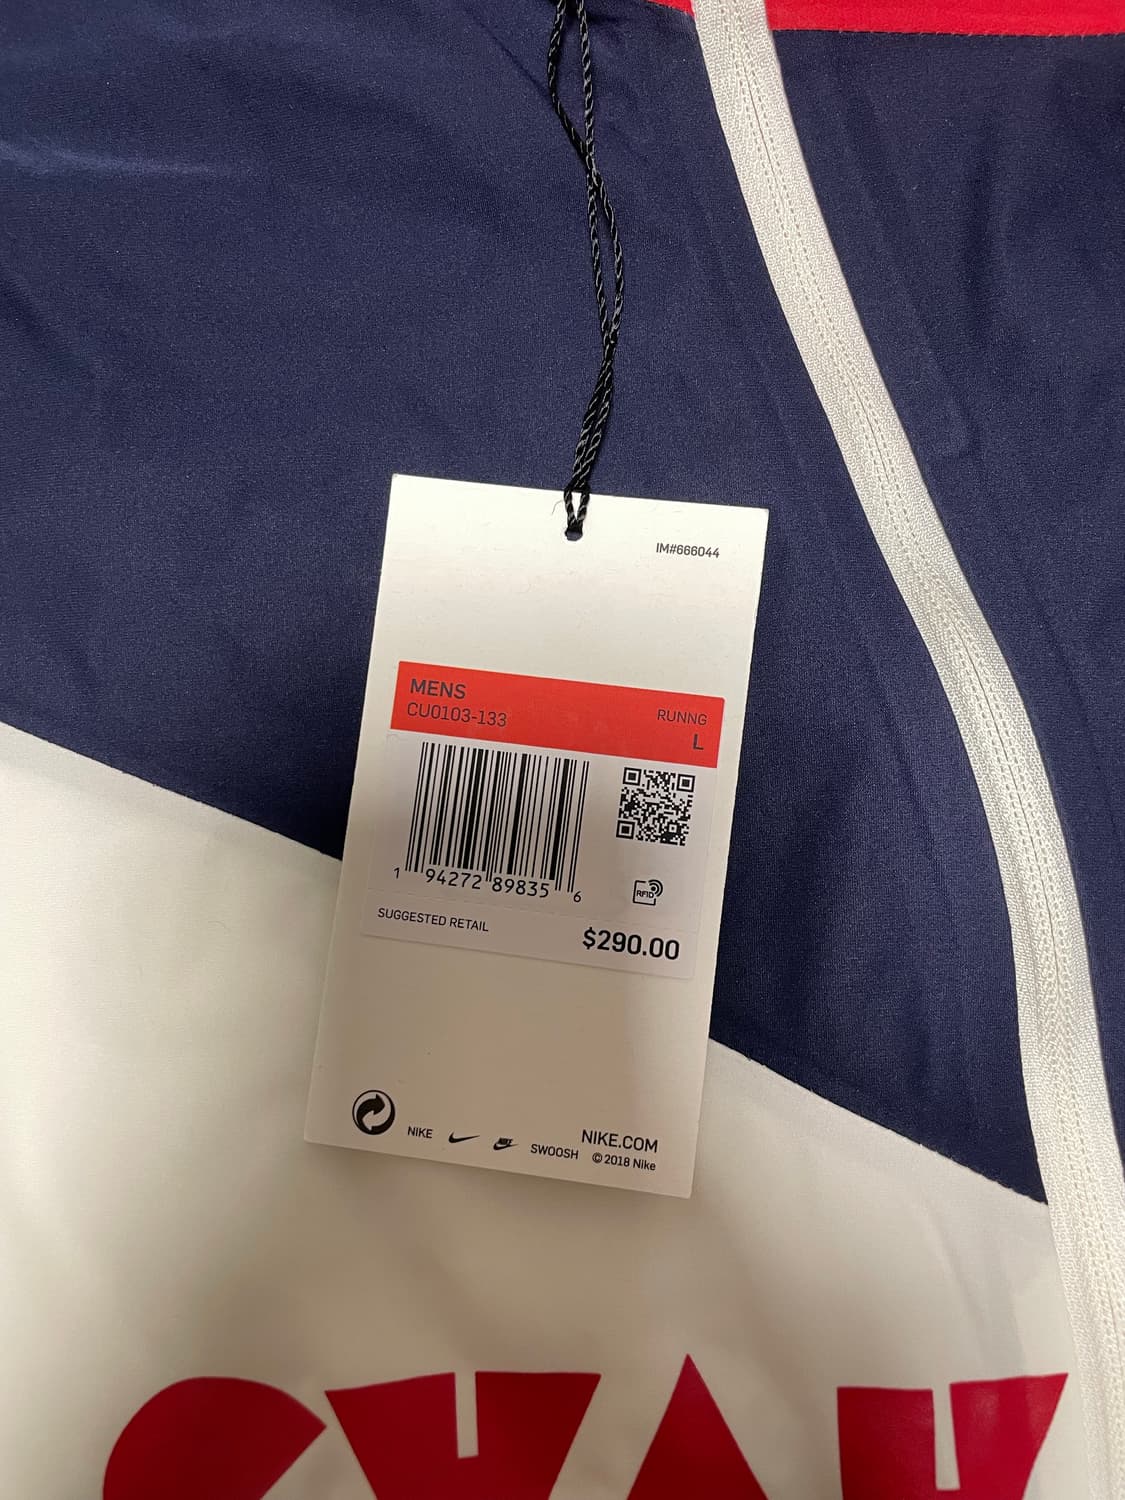 IM#666044
MENS
CU0103-133
RUNNG
L
1 94272 89835 6
RFID
SUGGESTED RETAIL
$290.00
NIKE
NIKE
SWOOSH
NIKE.COM
© 2018 Nike